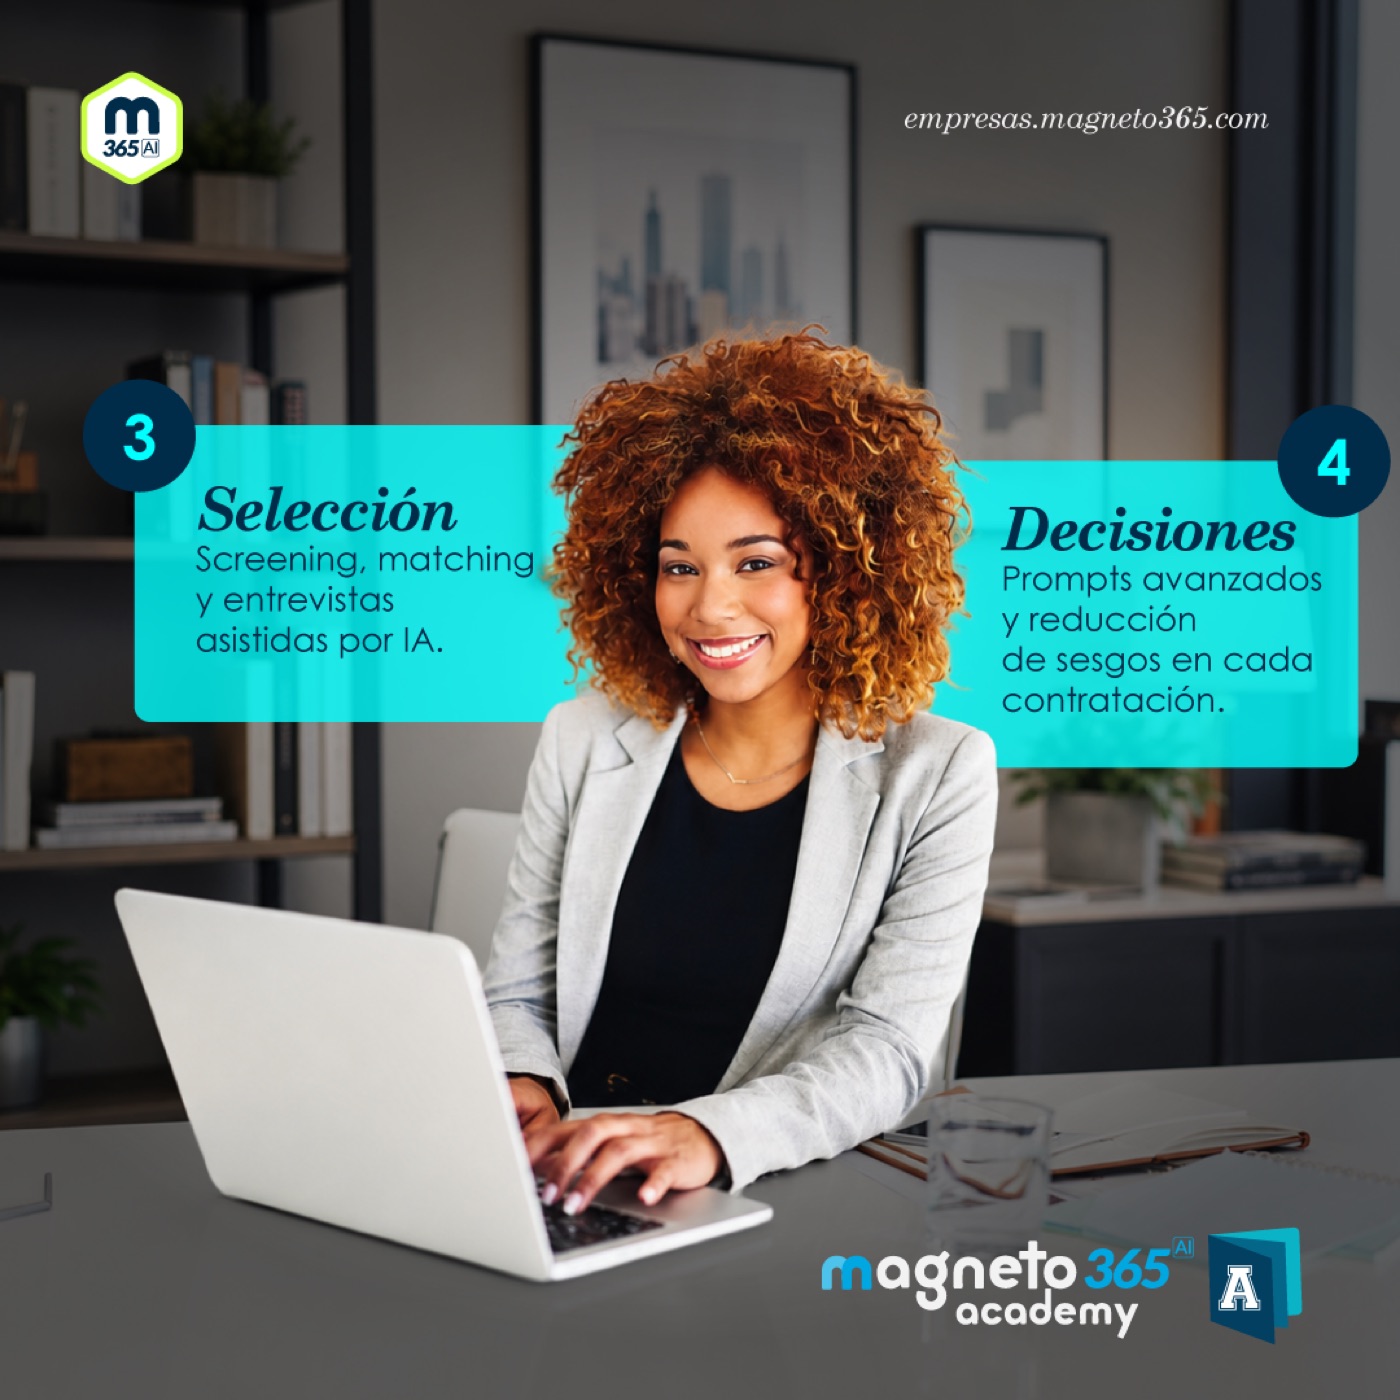 m
365 AI
empresas.magneto365.com
3
Selección
Screening, matching
y entrevistas
asistidas por IA.
4
Decisiones
Prompts avanzados
y reducción
de sesgos en cada
contratación.
magneto 365 AI
academy
A